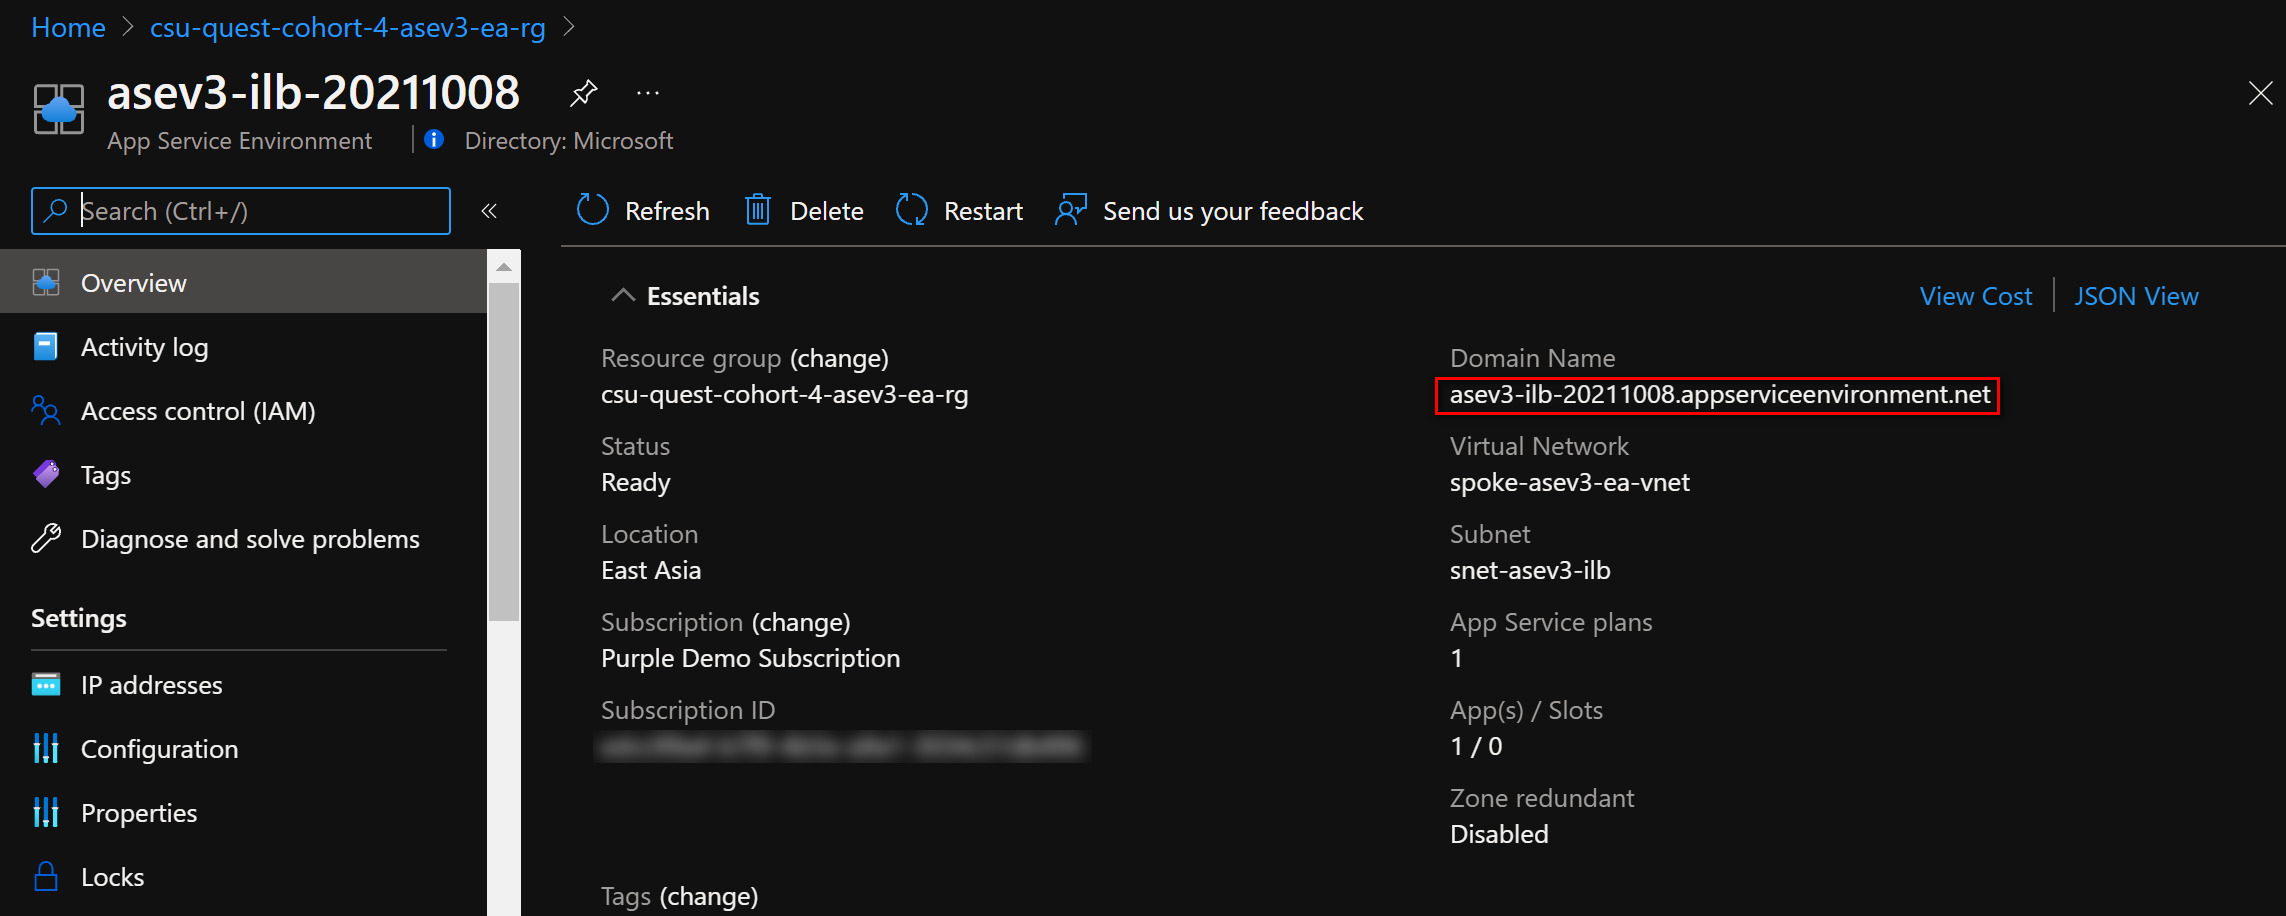 Home > csu-quest-cohort-4-asev3-ea-rg >
asev3-ilb-20211008
App Service Environment
Directory: Microsoft
Search (Ctrl+/)
Refresh
Delete
Restart
Send us your feedback
Overview
Activity log
Access control (IAM)
Tags
Diagnose and solve problems
Settings
IP addresses
Configuration
Properties
Locks
Essentials
View Cost
JSON View
Resource group (change)
csu-quest-cohort-4-asev3-ea-rg
Status
Ready
Location
East Asia
Subscription (change)
Purple Demo Subscription
Subscription ID
Domain Name
asev3-ilb-20211008.appserviceenvironment.net
Virtual Network
spoke-asev3-ea-vnet
Subnet
snet-asev3-ilb
App Service plans
1
App(s) / Slots
1 / 0
Zone redundant
Disabled
Tags (change)